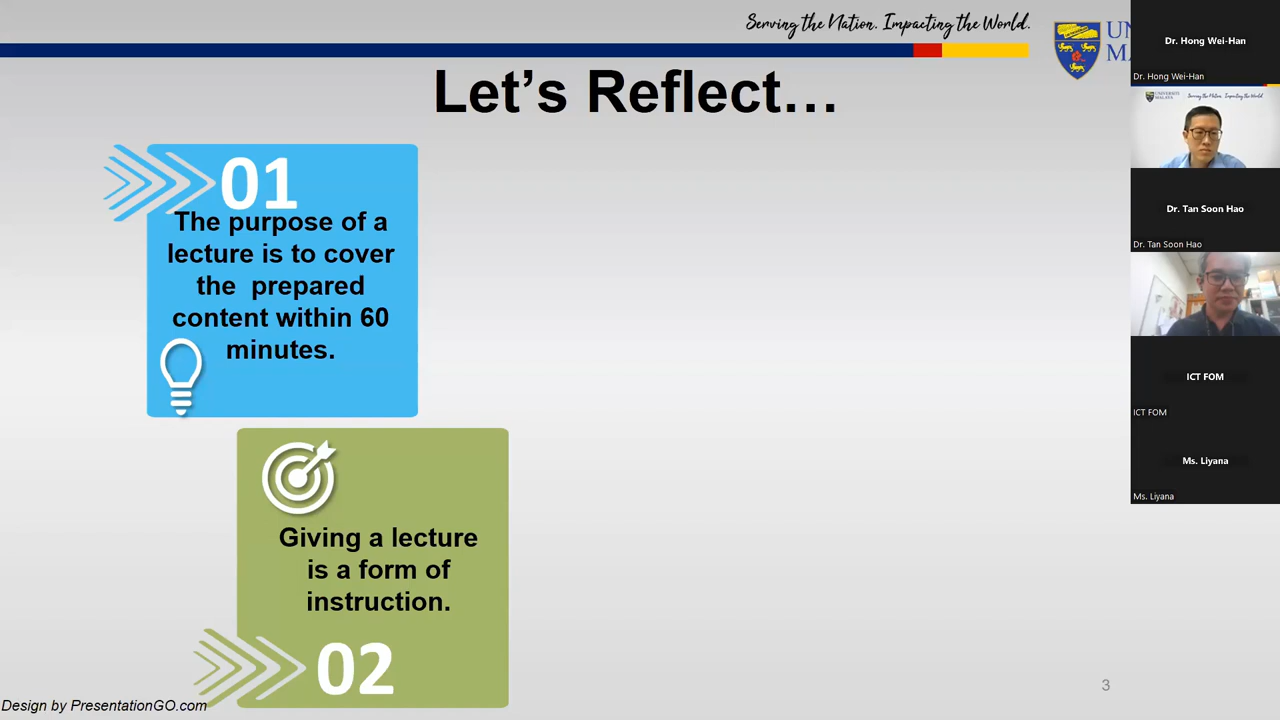 Serving the Nation. Impacting the World.
Let's Reflect...
01
The purpose of a
lecture is to cover
the prepared
content within 60
minutes.
Giving a lecture
is a form of
instruction.
02
Design by PresentationGO.com
3
Dr. Hong Wei-Han
Dr. Hong Wei-Han
UNIVERSITI
MALAYA
Serving the Nation. Impacting the World.
Dr. Tan Soon Hao
Dr. Tan Soon Hao
ICT FOM
ICT FOM
Ms. Liyana
Ms. Liyana